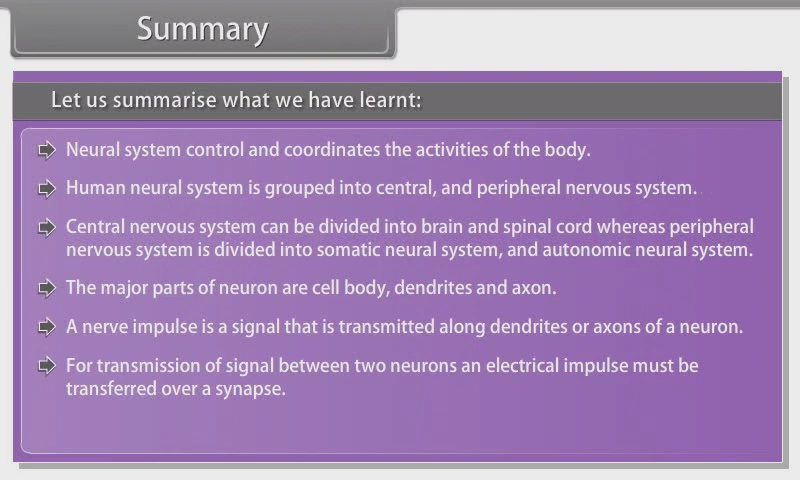 Summary
Let us summarise what we have learnt:
Neural system control and coordinates the activities of the body.
Human neural system is grouped into central, and peripheral nervous system.
Central nervous system can be divided into brain and spinal cord whereas peripheral
nervous system is divided into somatic neural system, and autonomic neural system.
The major parts of neuron are cell body, dendrites and axon.
A nerve impulse is a signal that is transmitted along dendrites or axons of a neuron.
For transmission of signal between two neurons an electrical impulse must be
transferred over a synapse.